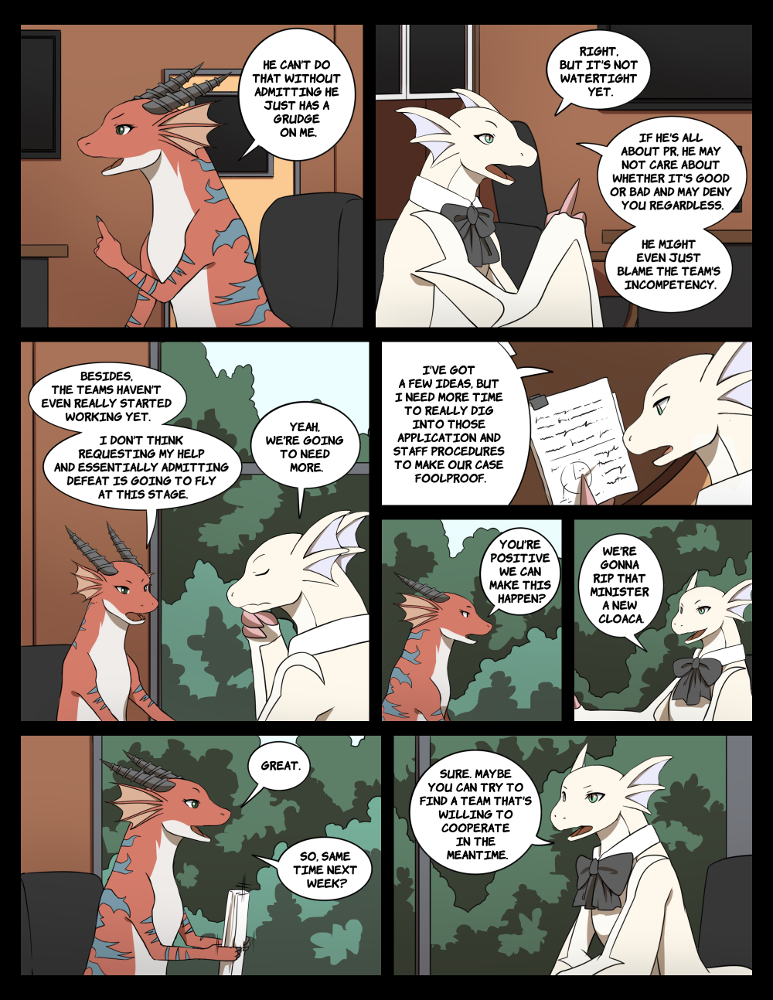 HE CAN'T DO
THAT WITHOUT
ADMITTING HE
JUST HAS A
GRUDGE
ON ME.
RIGHT,
BUT IT'S NOT
WATERTIGHT
YET.
IF HE'S ALL
ABOUT PR, HE MAY
NOT CARE ABOUT
WHETHER IT'S GOOD
OR BAD AND MAY DENY
YOU REGARDLESS.
HE MIGHT
EVEN JUST
BLAME THE TEAM'S
INCOMPETENCY.
BESIDES,
THE TEAMS HAVEN'T
EVEN REALLY STARTED
WORKING YET.
I DON'T THINK
REQUESTING MY HELP
AND ESSENTIALLY ADMITTING
DEFEAT IS GOING TO FLY
AT THIS STAGE.
YEAH,
WE'RE GOING
TO NEED
MORE.
I'VE GOT
A FEW IDEAS, BUT
I NEED MORE TIME
TO REALLY DIG
INTO THOSE
APPLICATION AND
STAFF PROCEDURES
TO MAKE OUR CASE
FOOLPROOF.
YOU'RE
POSITIVE
WE CAN
MAKE THIS
HAPPEN?
WE'RE
GONNA
RIP THAT
MINISTER
A NEW
CLOACA.
GREAT.
SO, SAME
TIME NEXT
WEEK?
SURE. MAYBE
YOU CAN TRY TO
FIND A TEAM THAT'S
WILLING TO
COOPERATE
IN THE
MEANTIME.